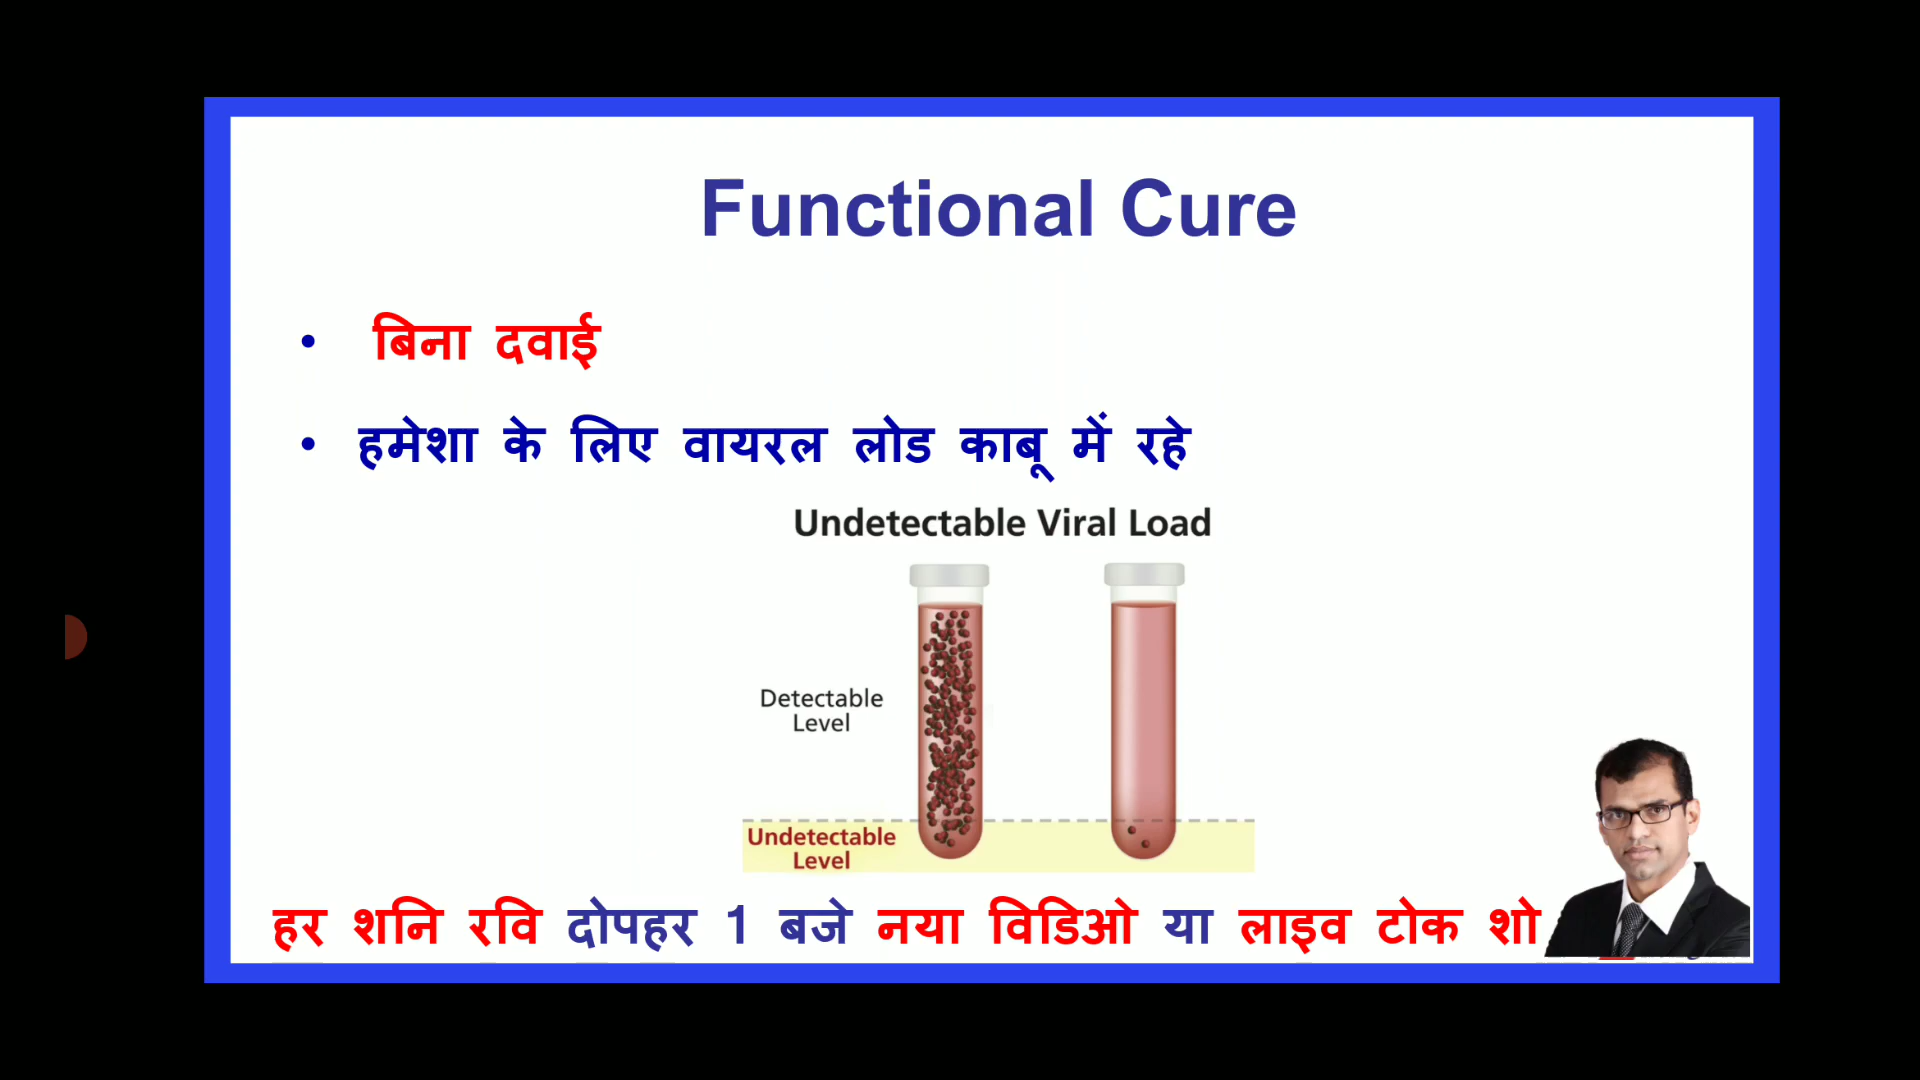 Functional Cure
• बिना दवाई
• हमेशा के लिए वायरल लोड काबू में रहे
Undetectable Viral Load
Detectable
Level
Undetectable
Level
हर शनि रवि दोपहर 1 बजे नया विडिओ या लाइव टोक शो